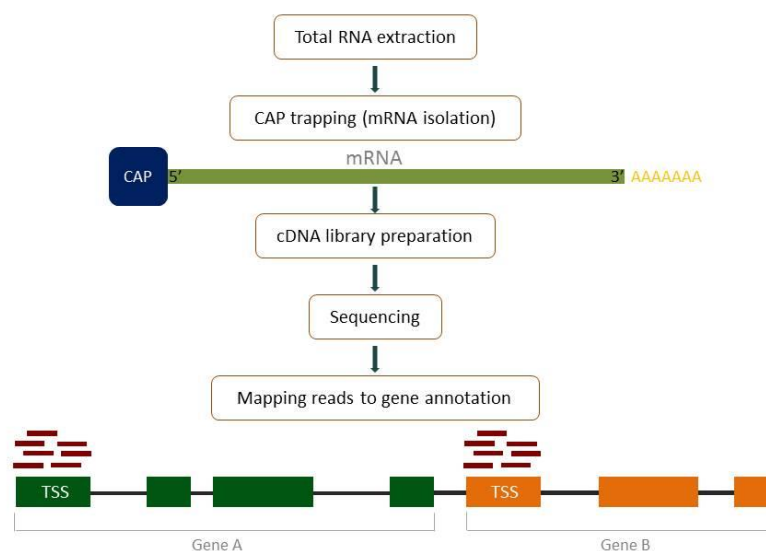 Total RNA extraction
CAP trapping (mRNA isolation)
mRNA
CAP 5' 3' AAAAAAA
cDNA library preparation
Sequencing
Mapping reads to gene annotation
TSS TSS
Gene A Gene B